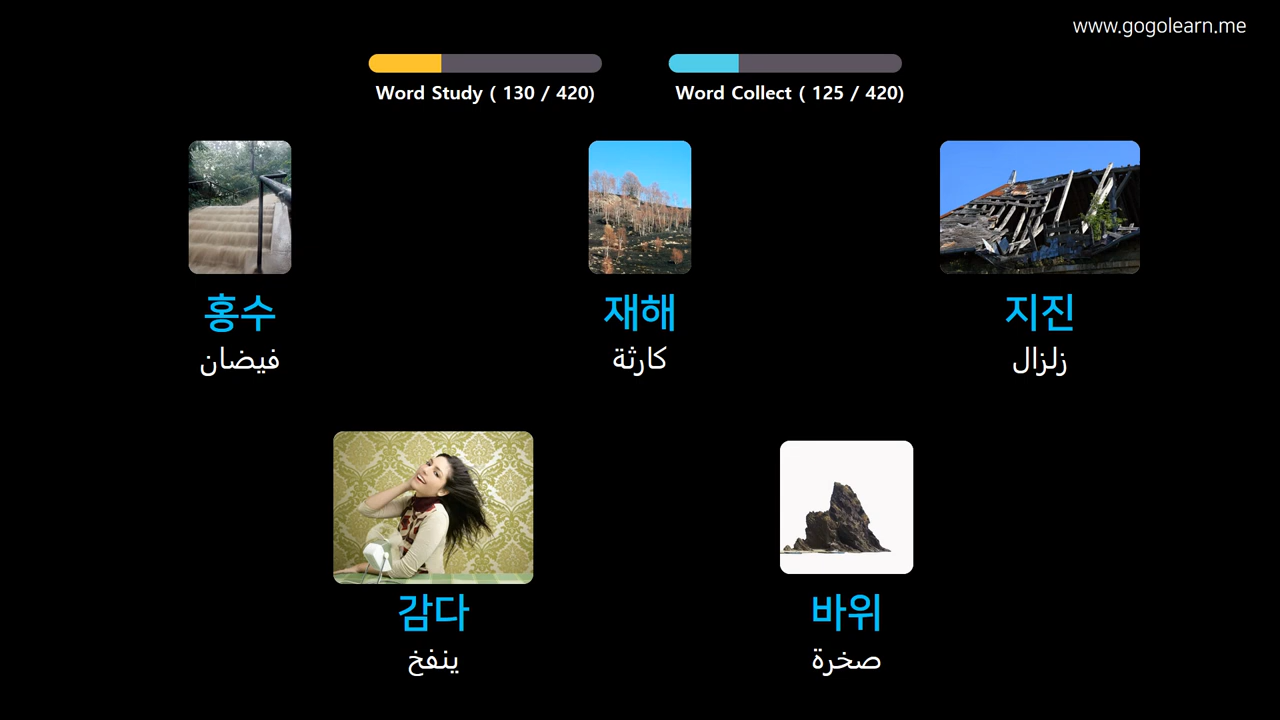 www.gogolearn.me
Word Study ( 130 / 420)
Word Collect ( 125 / 420)
홍수
فيضان
재해
كارثة
지진
زلزال
감다
ينفخ
바위
صخرة